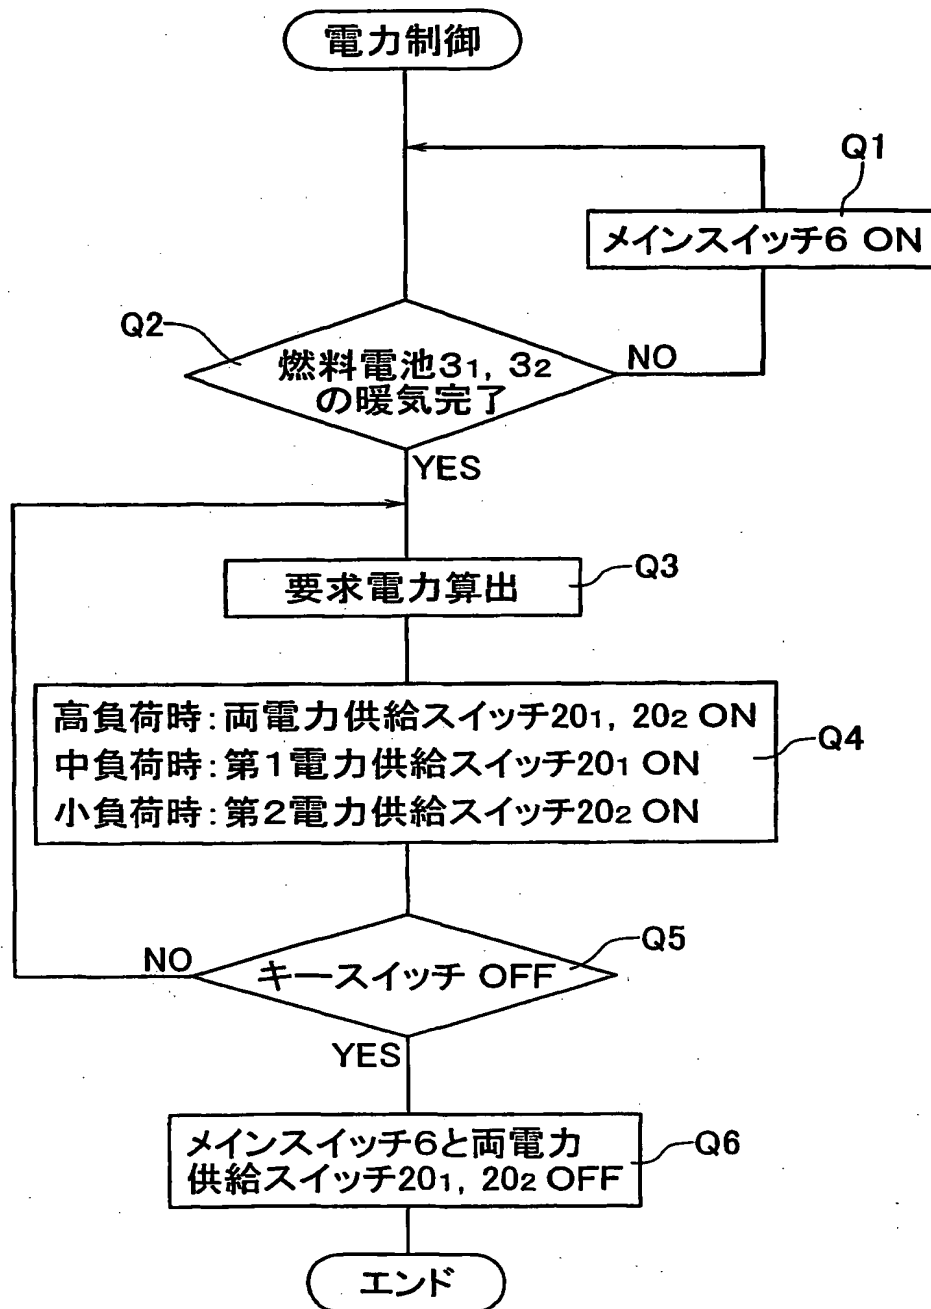 電力制御
Q1
メインスイッチ6 ON
Q2
燃料電池3₁, 3₂
の暖気完了
NO
YES
要求電力算出
Q3
高負荷時:両電力供給スイッチ20₁, 20₂ ON
中負荷時:第1電力供給スイッチ20₁ ON
小負荷時:第2電力供給スイッチ20₂ ON
Q4
NO
キースイッチ OFF
Q5
YES
メインスイッチ6と両電力
供給スイッチ20₁, 20₂ OFF
Q6
エンド